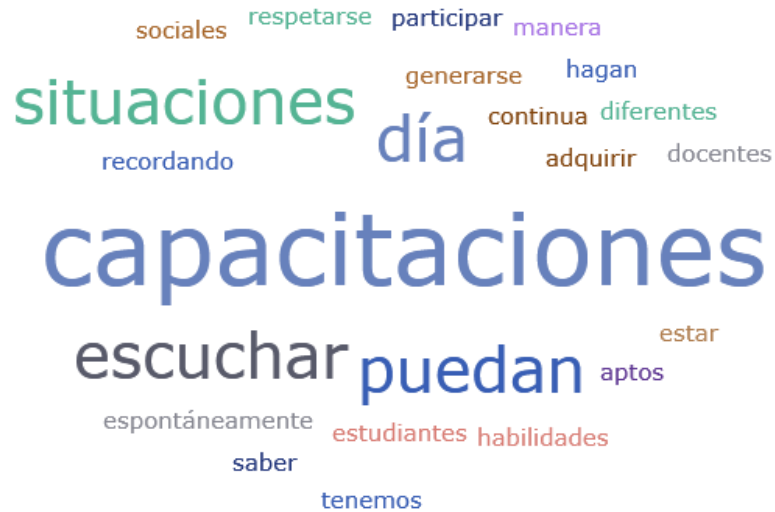 sociales respetarse participar manera
generarse hagan
situaciones día continua diferentes
recordando adquirir docentes
capacitaciones
escuchar puedan estar
aptos
espontáneamente estudiantes habilidades
saber
tenemos